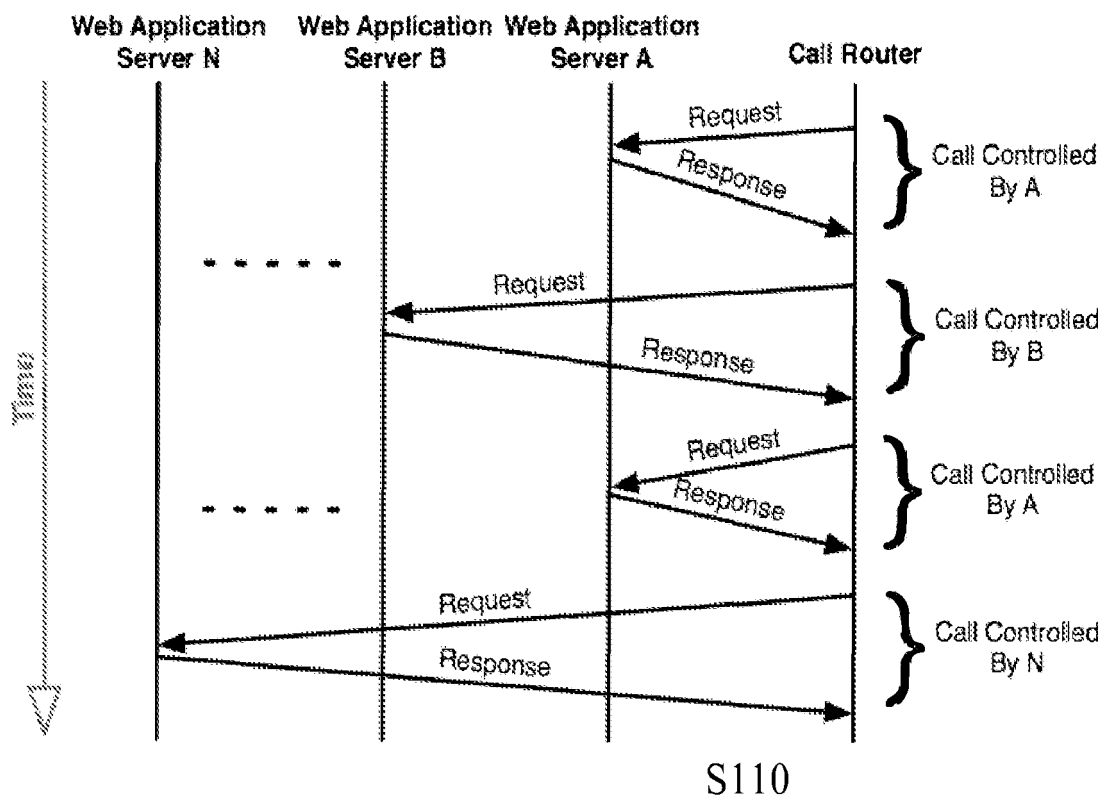 Web Application
Server N
Web Application
Server B
Web Application
Server A
Call Router
Request
Response
Call Controlled
By A
Request
Response
Call Controlled
By B
Time
Request
Response
Call Controlled
By A
Request
Response
Call Controlled
By N
S110